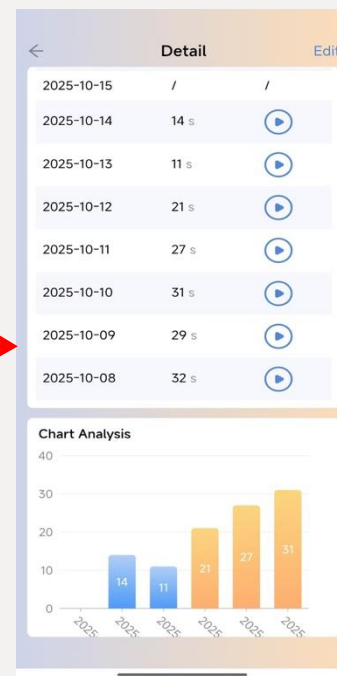 Detail Edit
2025-10-15 / /
2025-10-14 14 s
2025-10-13 11 s
2025-10-12 21 s
2025-10-11 27 s
2025-10-10 31 s
2025-10-09 29 s
2025-10-08 32 s
Chart Analysis
40
30
20
10
0
14 11 21 27 31
2025 2025 2025 2025 2025 2025